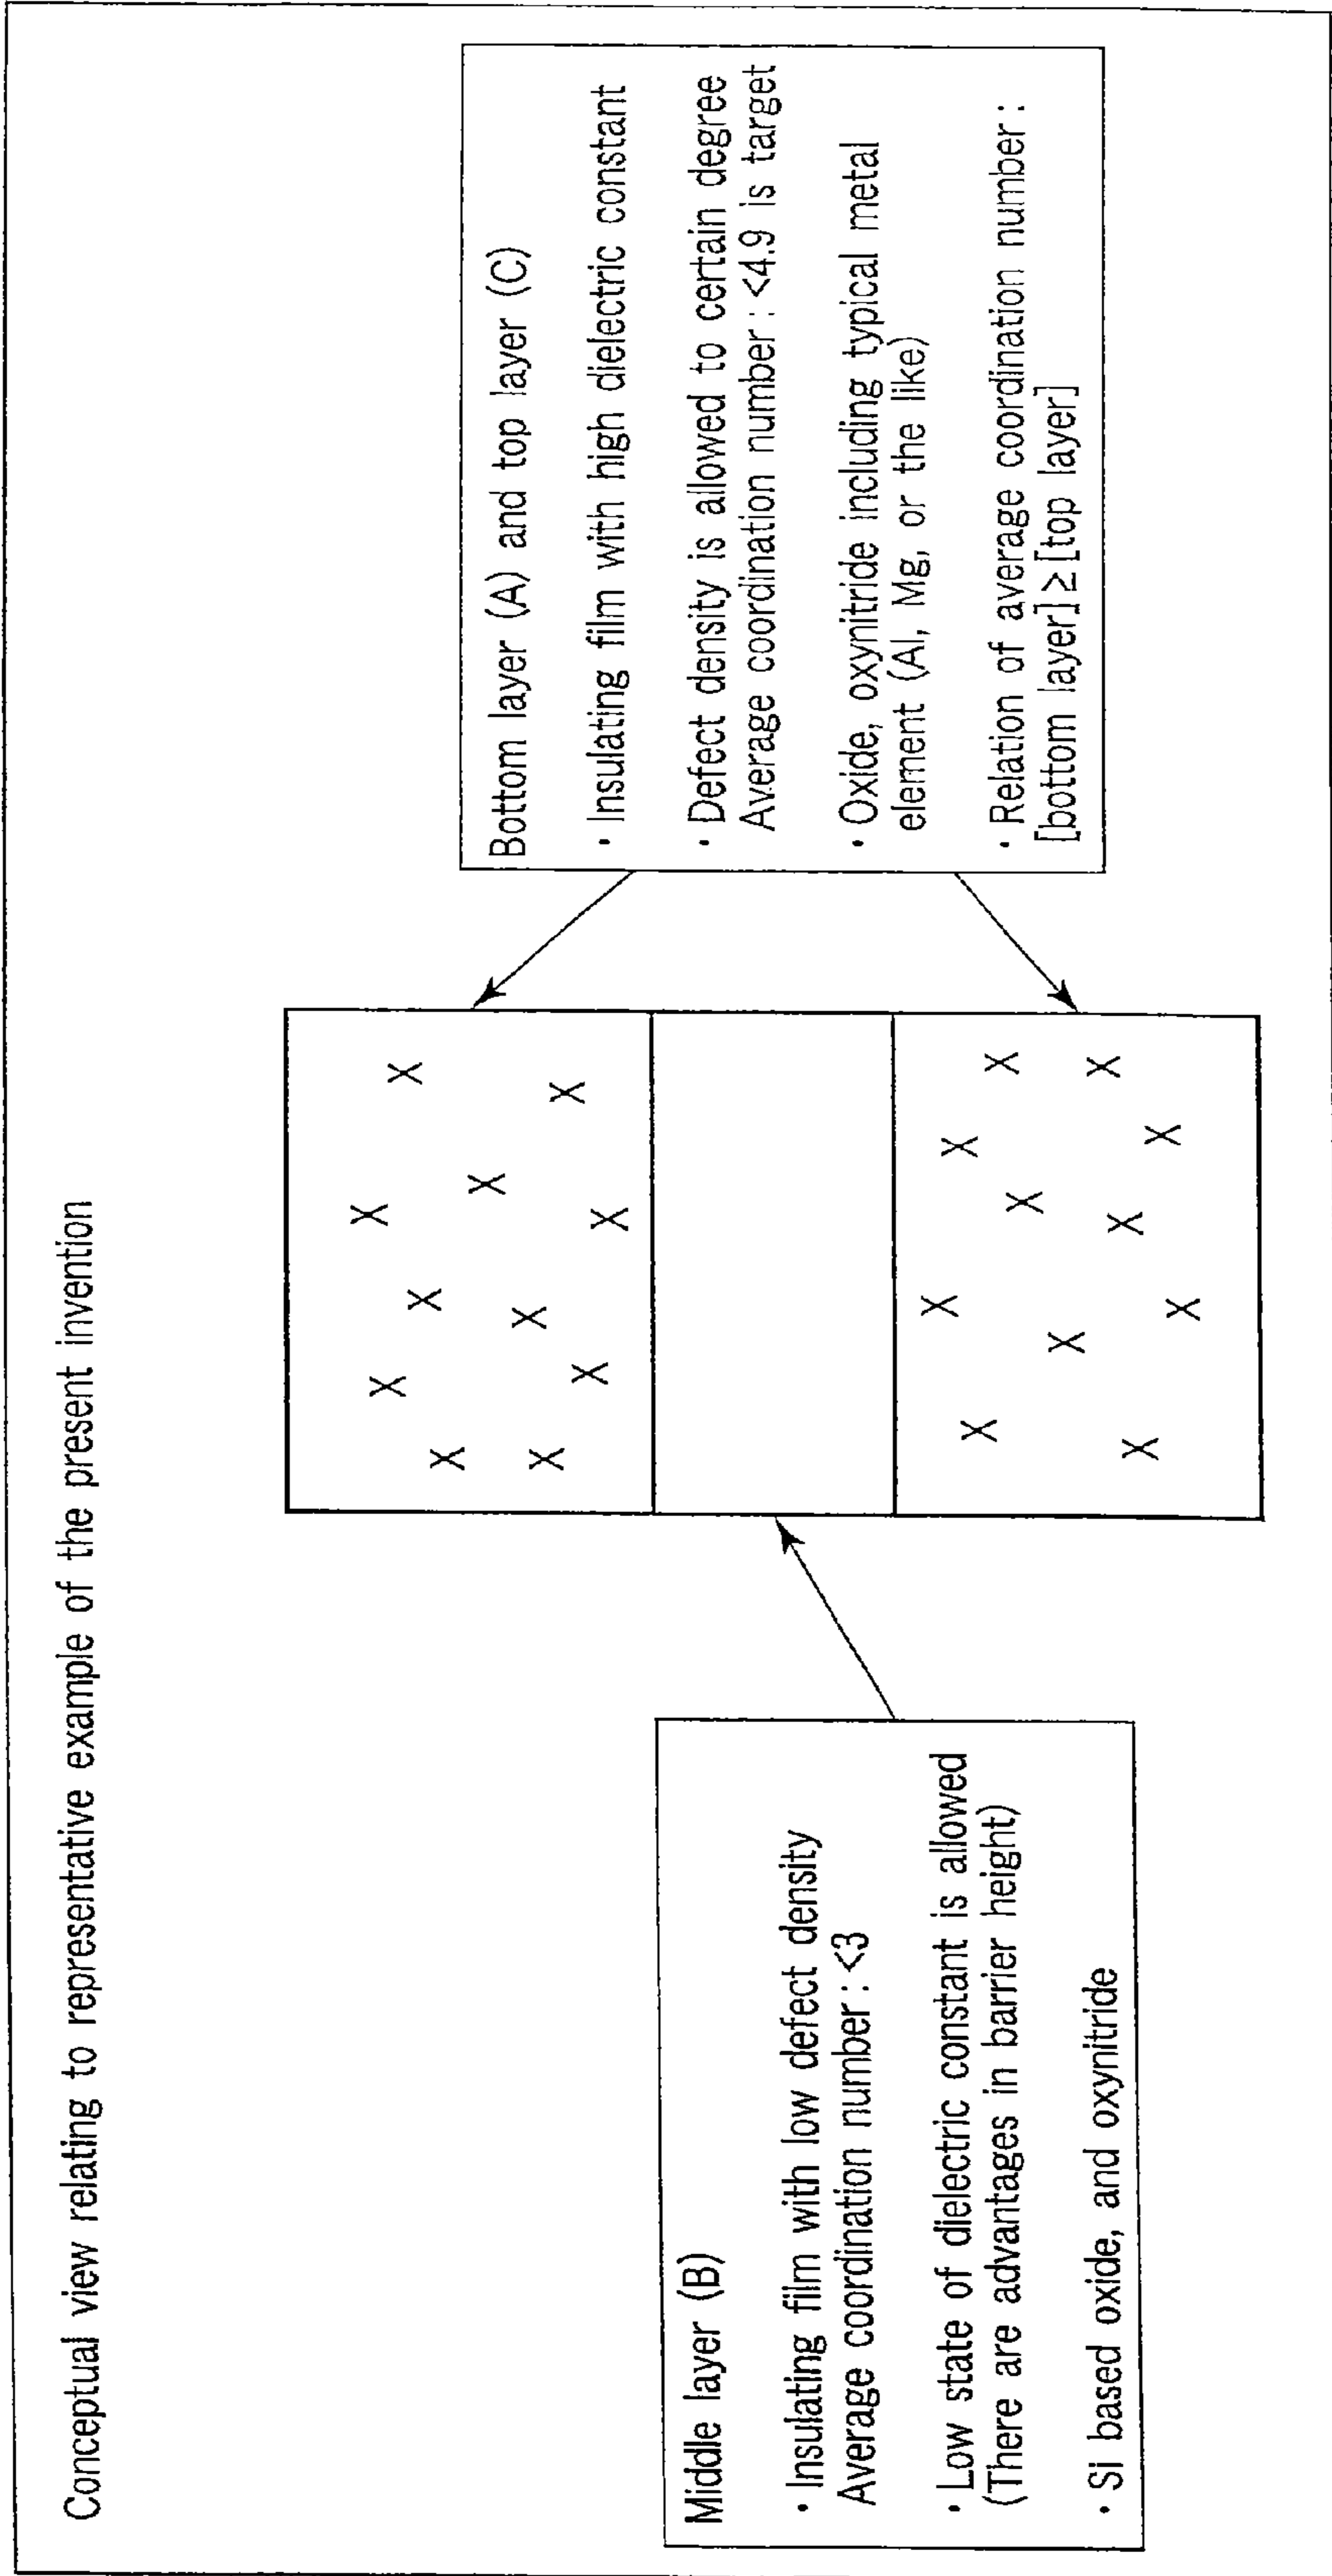 Conceptual view relating to representative example of the present invention
Middle layer (B)
· Insulating film with low defect density
Average coordination number : <3
· Low state of dielectric constant is allowed
(There are advantages in barrier height)
· Si based oxide, and oxynitride
X X X X X X X X X X X
X X X X X X X X X X X
Bottom layer (A) and top layer (C)
· Insulating film with high dielectric constant
· Defect density is allowed to certain degree
Average coordination number : <4.9 is target
· Oxide, oxynitride including typical metal
element (Al, Mg, or the like)
· Relation of average coordination number :
[bottom layer] ≥ [top layer]